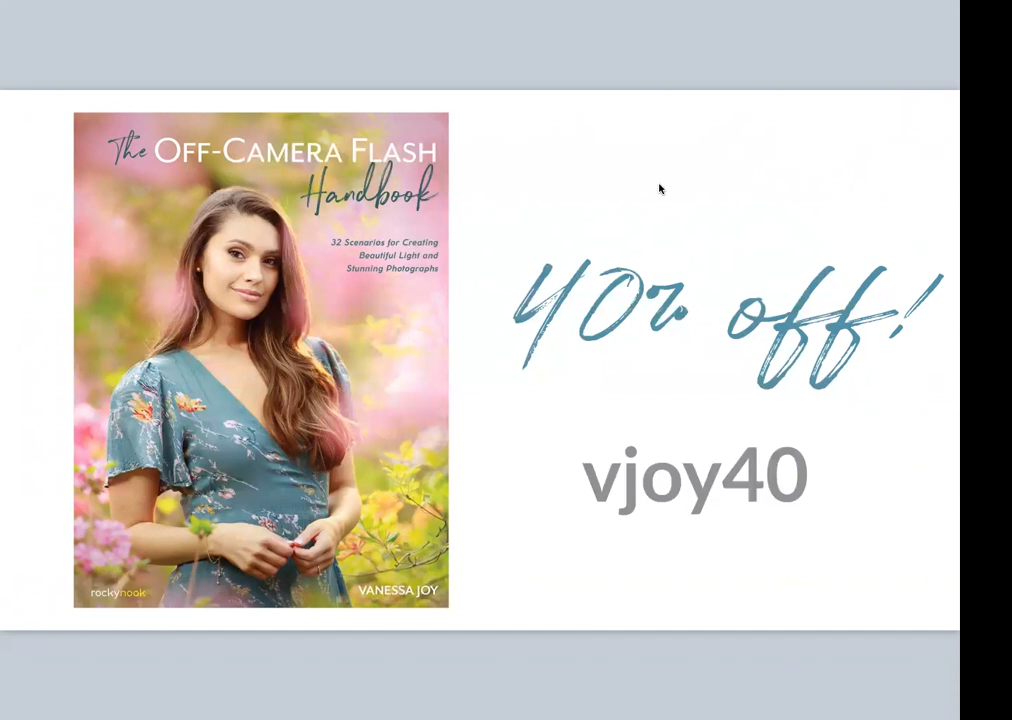 The OFF-CAMERA FLASH
Handbook
32 Scenarios for Creating
Beautiful Light and
Stunning Photographs
rockynook
VANESSA JOY
40% off!
vjoy40